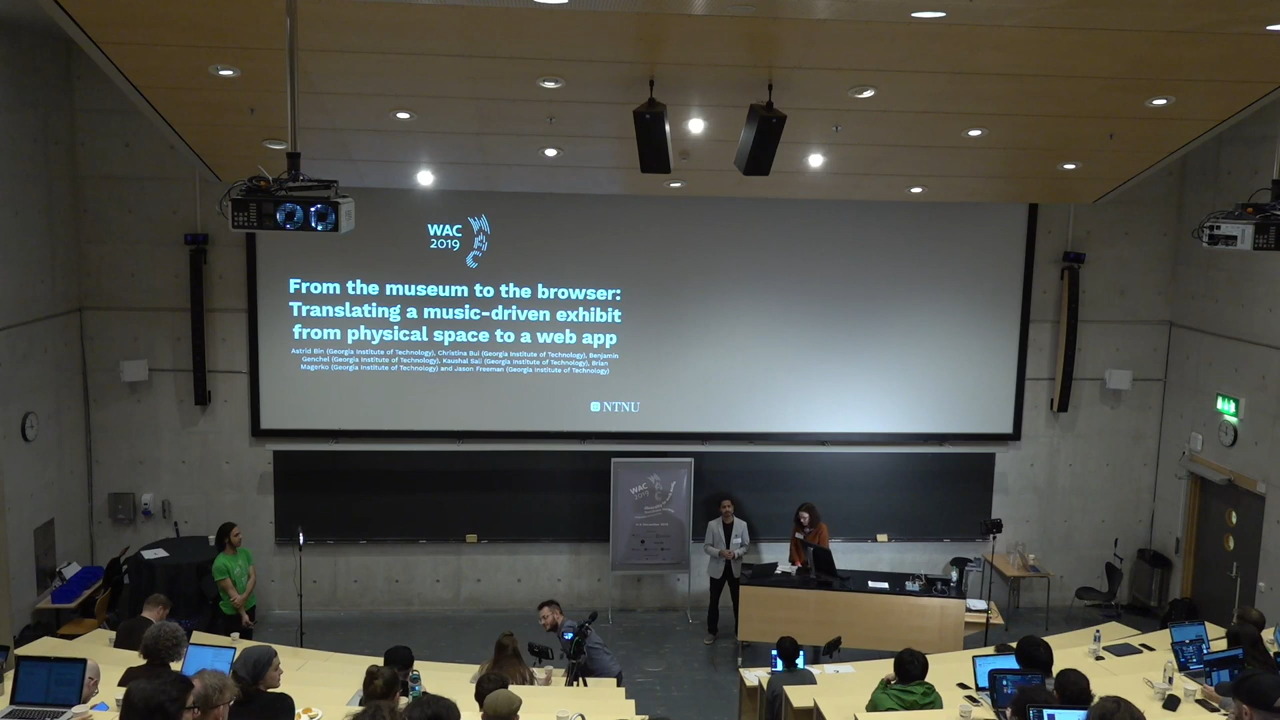 WAC
2019
From the museum to the browser:
Translating a music-driven exhibit
from physical space to a web app
Astrid Bin (Georgia Institute of Technology), Christina Bui (Georgia Institute of Technology), Benjamin
Genchel (Georgia Institute of Technology), Kaushal Sali (Georgia Institute of Technology), Brian
Magerko (Georgia Institute of Technology) and Jason Freeman (Georgia Institute of Technology)
NTNU
WAC
2019